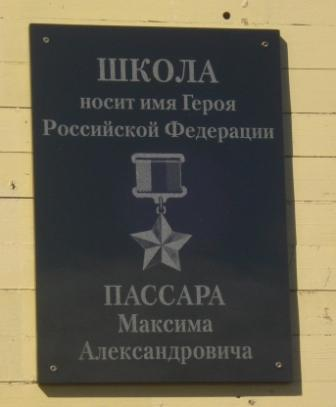 ШКОЛА
носит имя Героя
Российской Федерации
ПАССАРА
Максима
Александровича